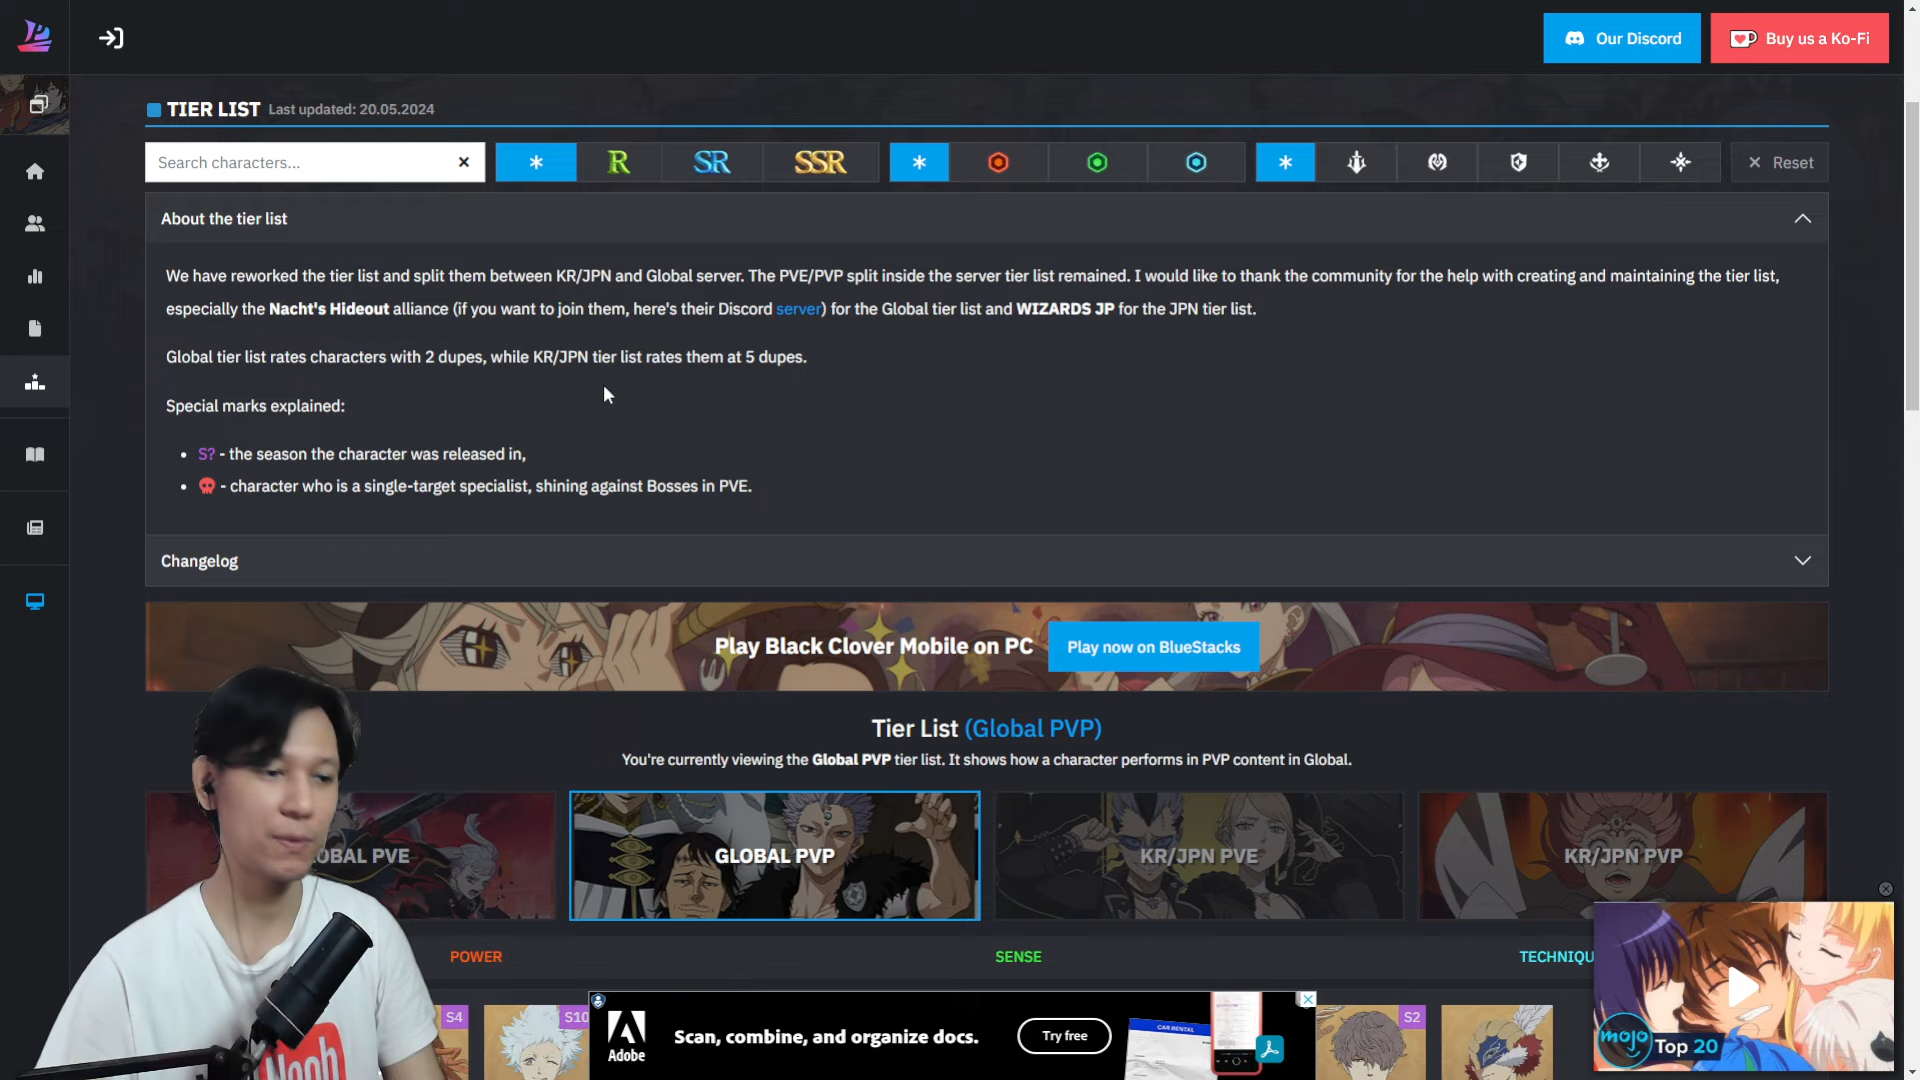 Our Discord
Buy us a Ko-Fi
TIER LIST Last updated: 20.05.2024
Search characters...
R
SR
SSR
Reset
About the tier list
We have reworked the tier list and split them between KR/JPN and Global server. The PVE/PVP split inside the server tier list remained. I would like to thank the community for the help with creating and maintaining the tier list,
especially the Nacht's Hideout alliance (if you want to join them, here's their Discord server) for the Global tier list and WIZARDS JP for the JPN tier list.
Global tier list rates characters with 2 dupes, while KR/JPN tier list rates them at 5 dupes.
Special marks explained:
• S? - the season the character was released in,
• - character who is a single-target specialist, shining against Bosses in PVE.
Changelog
Play Black Clover Mobile on PC
Play now on BlueStacks
Tier List (Global PVP)
You're currently viewing the Global PVP tier list. It shows how a character performs in PVP content in Global.
OBAL PVE
GLOBAL PVP
KR/JPN PVE
KR/JPN PVP
POWER
SENSE
TECHNIQU
S4
S10
S2
Adobe
Scan, combine, and organize docs.
Try free
CAR RENTAL
mojo
Top 20
Nooh